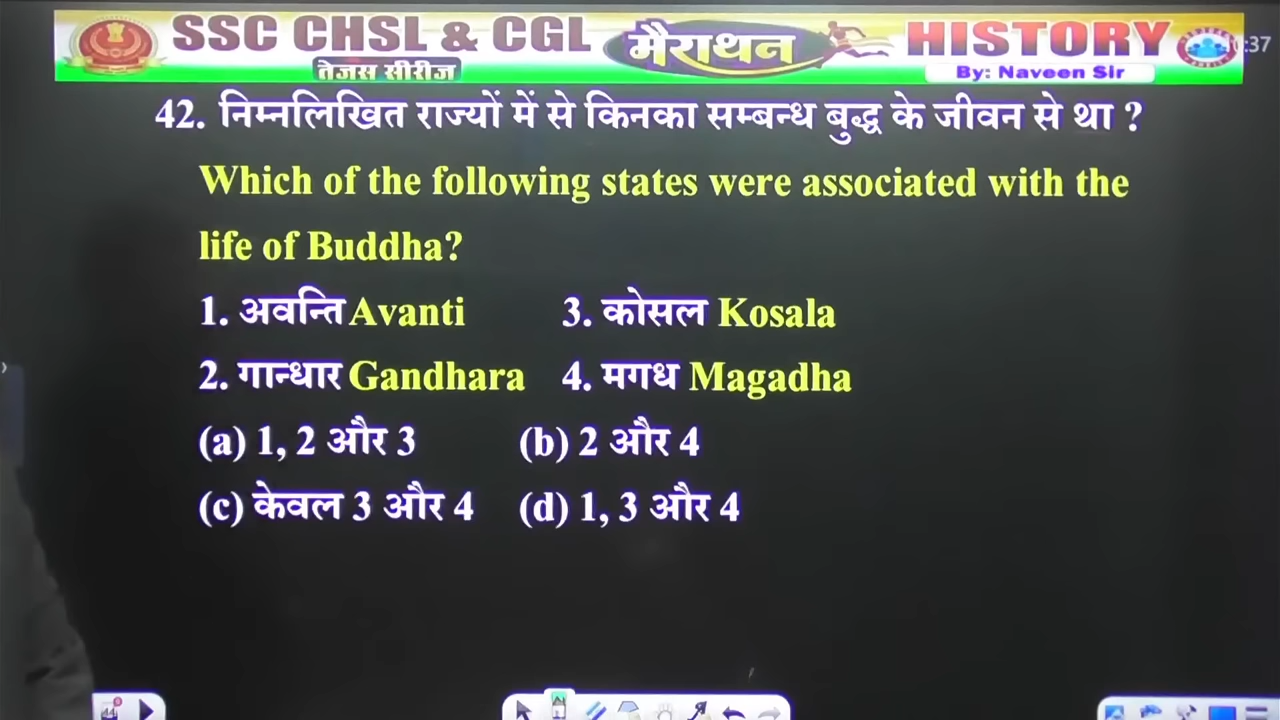 SSC CHSL & CGL मैराथन HISTORY
तेजस सीरीज By: Naveen Sir
42. निम्नलिखित राज्यों में से किनका सम्बन्ध बुद्ध के जीवन से था ?
Which of the following states were associated with the
life of Buddha?
1. अवन्ति Avanti 3. कोसल Kosala
2. गान्धार Gandhara 4. मगध Magadha
(a) 1, 2 और 3 (b) 2 और 4
(c) केवल 3 और 4 (d) 1, 3 और 4